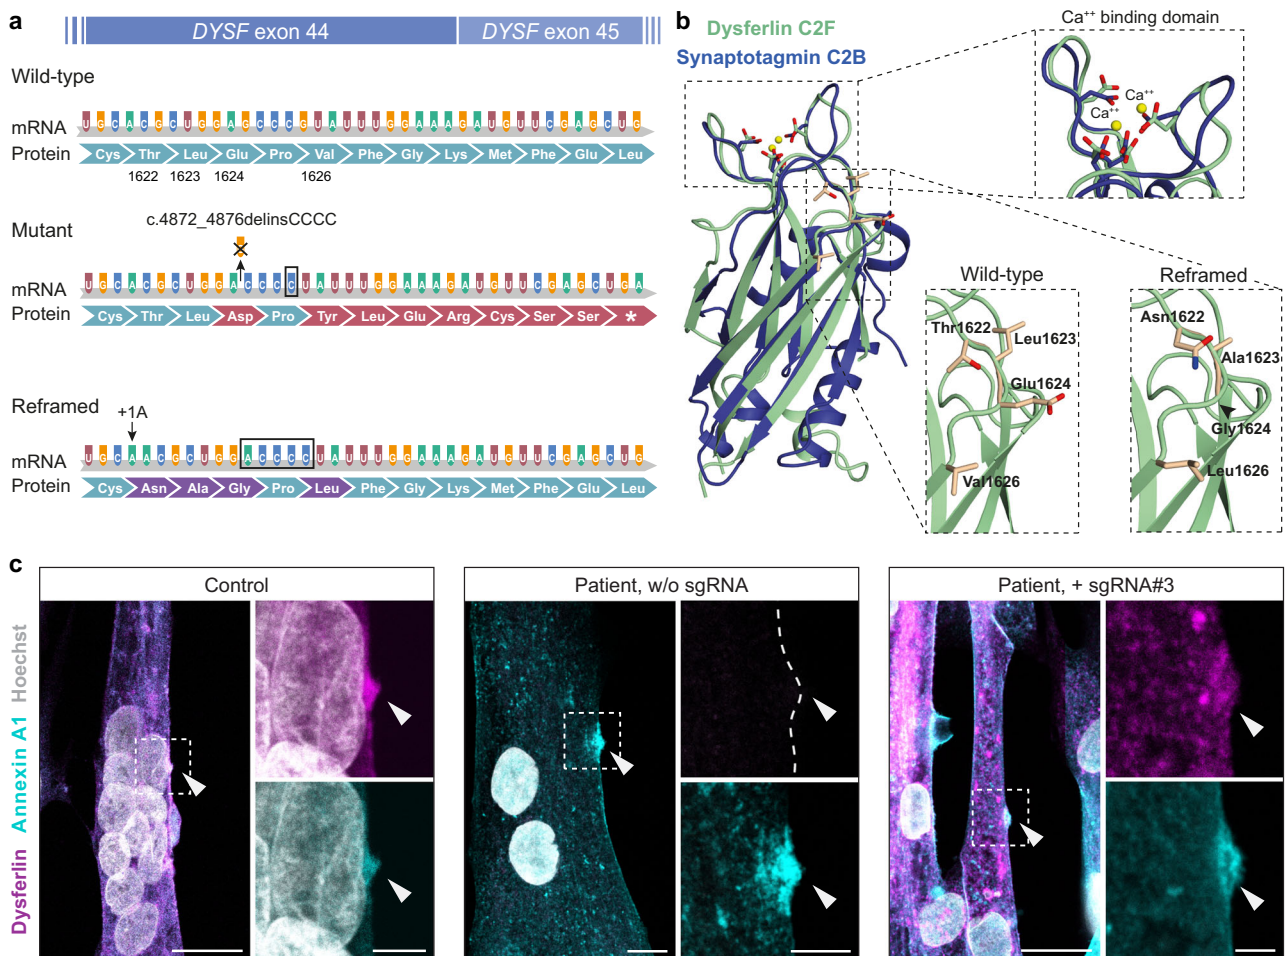 a
DYSF exon 44 DYSF exon 45
Wild-type
mRNA U G C A C G C U G G A G C C C G U A U U U G G A A A G A U G U U C G A G C U G
Protein Cys Thr Leu Glu Pro Val Phe Gly Lys Met Phe Glu Leu
1622 1623 1624 1626
c.4872_4876delinsCCCC
Mutant
mRNA U G C A C G C U G G A C C C C U A U U U G G A A A G A U G U U C G A G C U G A
Protein Cys Thr Leu Asp Pro Tyr Leu Glu Arg Cys Ser Ser *
Reframed
+1A
mRNA U G C A A C G C U G G A C C C C U A U U U G G A A A G A U G U U C G A G C U G
Protein Cys Asn Ala Gly Pro Leu Phe Gly Lys Met Phe Glu Leu
b
Dysferlin C2F
Synaptotagmin C2B
Ca⁺⁺ binding domain
Ca⁺⁺
Ca⁺⁺
Wild-type
Thr1622
Leu1623
Glu1624
Val1626
Reframed
Asn1622
Ala1623
Gly1624
Leu1626
c
Dysferlin Annexin A1 Hoechst
Control
Patient, w/o sgRNA
Patient, + sgRNA#3